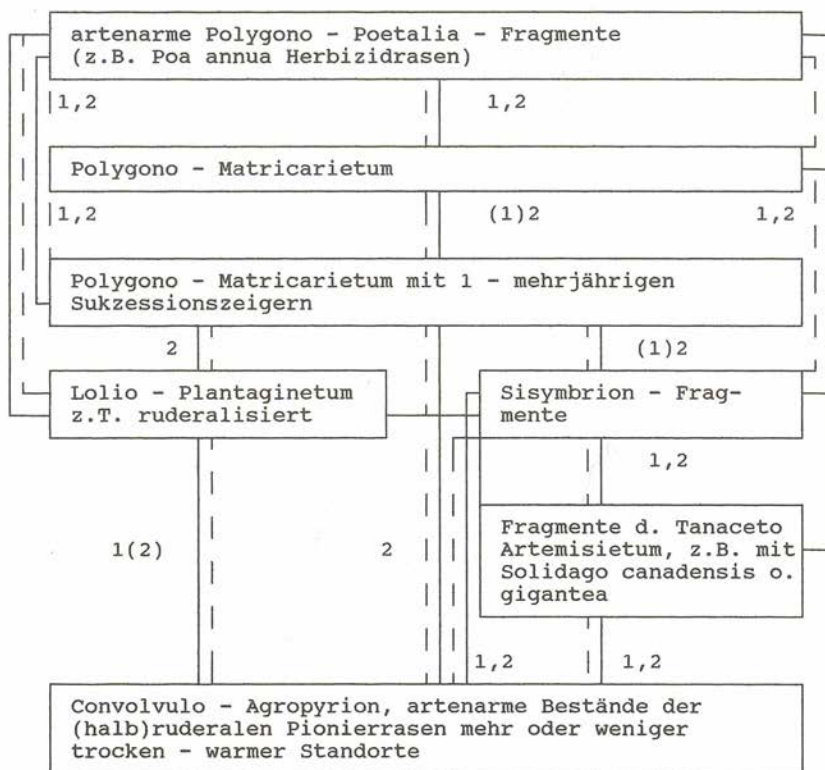 artenarme Polygono - Poetalia - Fragmente
(z.B. Poa annua Herbizidrasen)
1,2 1,2
Polygono - Matricarietum
1,2 (1)2 1,2
Polygono - Matricarietum mit 1 - mehrjährigen
Sukzessionszeigern
2 (1)2
Lolio - Plantaginetum
z.T. ruderalisiert
Sisymbrion - Frag-
mente
1,2
Fragmente d. Tanaceto
Artemisietum, z.B. mit
Solidago canadensis o.
gigantea
1(2) 2
1,2 1,2
Convolvulo - Agropyrion, artenarme Bestände der
(halb)ruderalen Pionierrasen mehr oder weniger
trocken - warmer Standorte